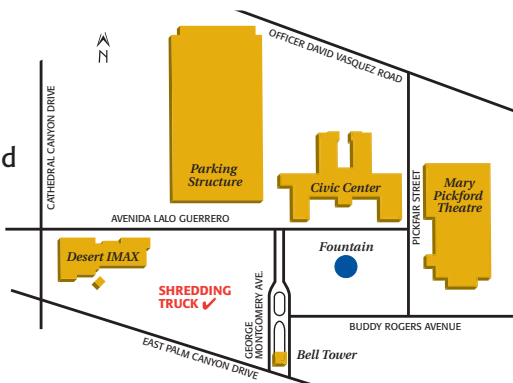 OFFICER DAVID VASQUEZ ROAD
N
CATHEDRAL CANYON DRIVE
d
Parking
Structure
Civic Center
PICKFAIR STREET
Mary
Pickford
Theatre
AVENIDA LALO GUERRERO
Desert IMAX
Fountain
SHREDDING
TRUCK ✓
GEORGE
MONTGOMERY AVE.
BUDDY ROGERS AVENUE
EAST PALM CANYON DRIVE
Bell Tower